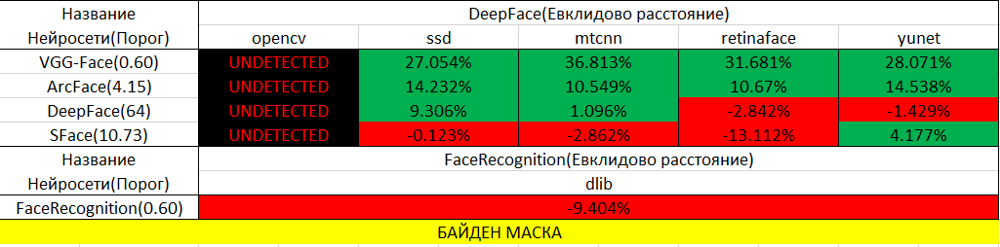 Название DeepFace(Евклидово расстояние)
Нейросети(Порог) opencv ssd mtcnn retinaface yunet
VGG-Face(0.60) UNDETECTED 27.054% 36.813% 31.681% 28.071%
ArcFace(4.15) UNDETECTED 14.232% 10.549% 10.67% 14.538%
DeepFace(64) UNDETECTED 9.306% 1.096% -2.842% -1.429%
SFace(10.73) UNDETECTED -0.123% -2.862% -13.112% 4.177%
Название FaceRecognition(Евклидово расстояние)
Нейросети(Порог) dlib
FaceRecognition(0.60) -9.404%
БАЙДЕН МАСКА